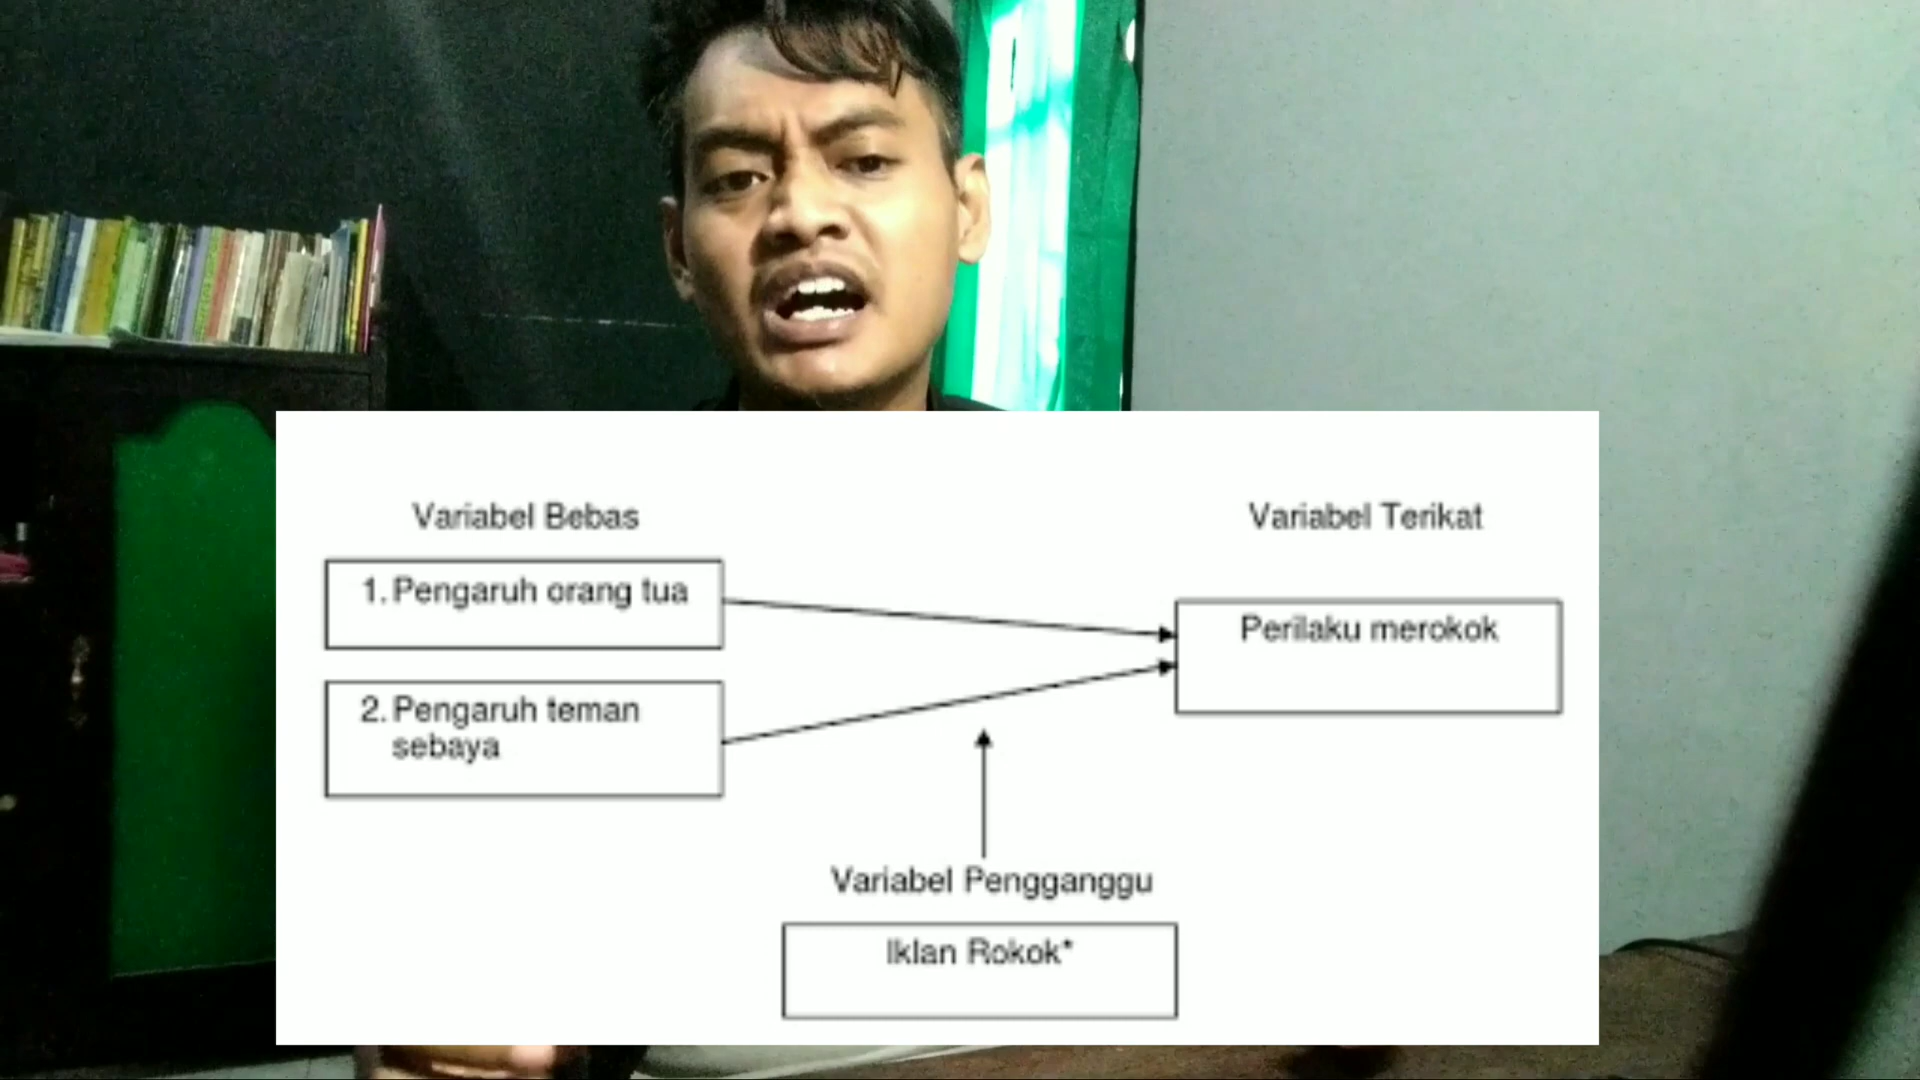 Variabel Bebas
Variabel Terikat
1. Pengaruh orang tua
Perilaku merokok
2. Pengaruh teman
sebaya
Variabel Pengganggu
Iklan Rokok*